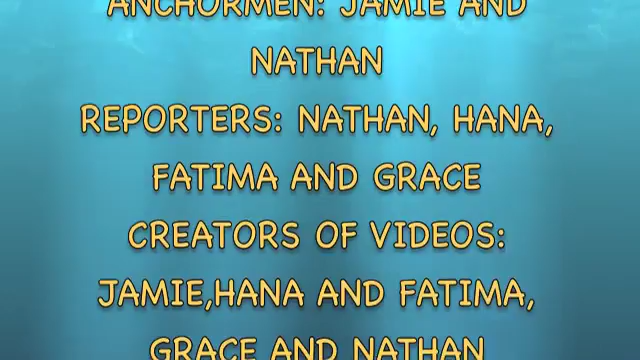 ANCHORMEN: JAMIE AND
NATHAN
REPORTERS: NATHAN, HANA,
FATIMA AND GRACE
CREATORS OF VIDEOS:
JAMIE,HANA AND FATIMA,
GRACE AND NATHAN